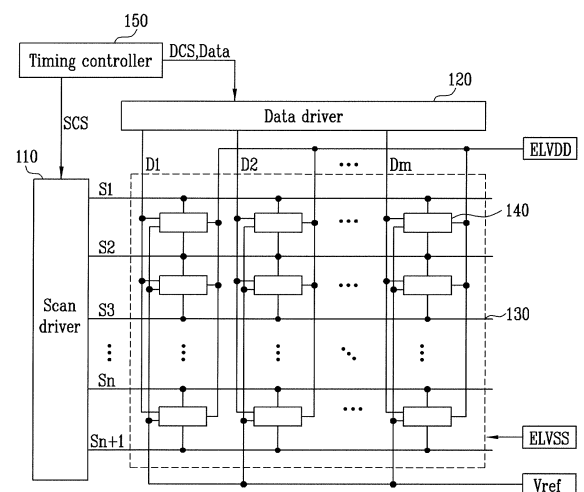 150
Timing controller
DCS,Data
120
Data driver
SCS
110
D1
D2
Dm
ELVDD
S1
140
S2
Scan driver
S3
130
Sn
Sn+1
ELVSS
Vref